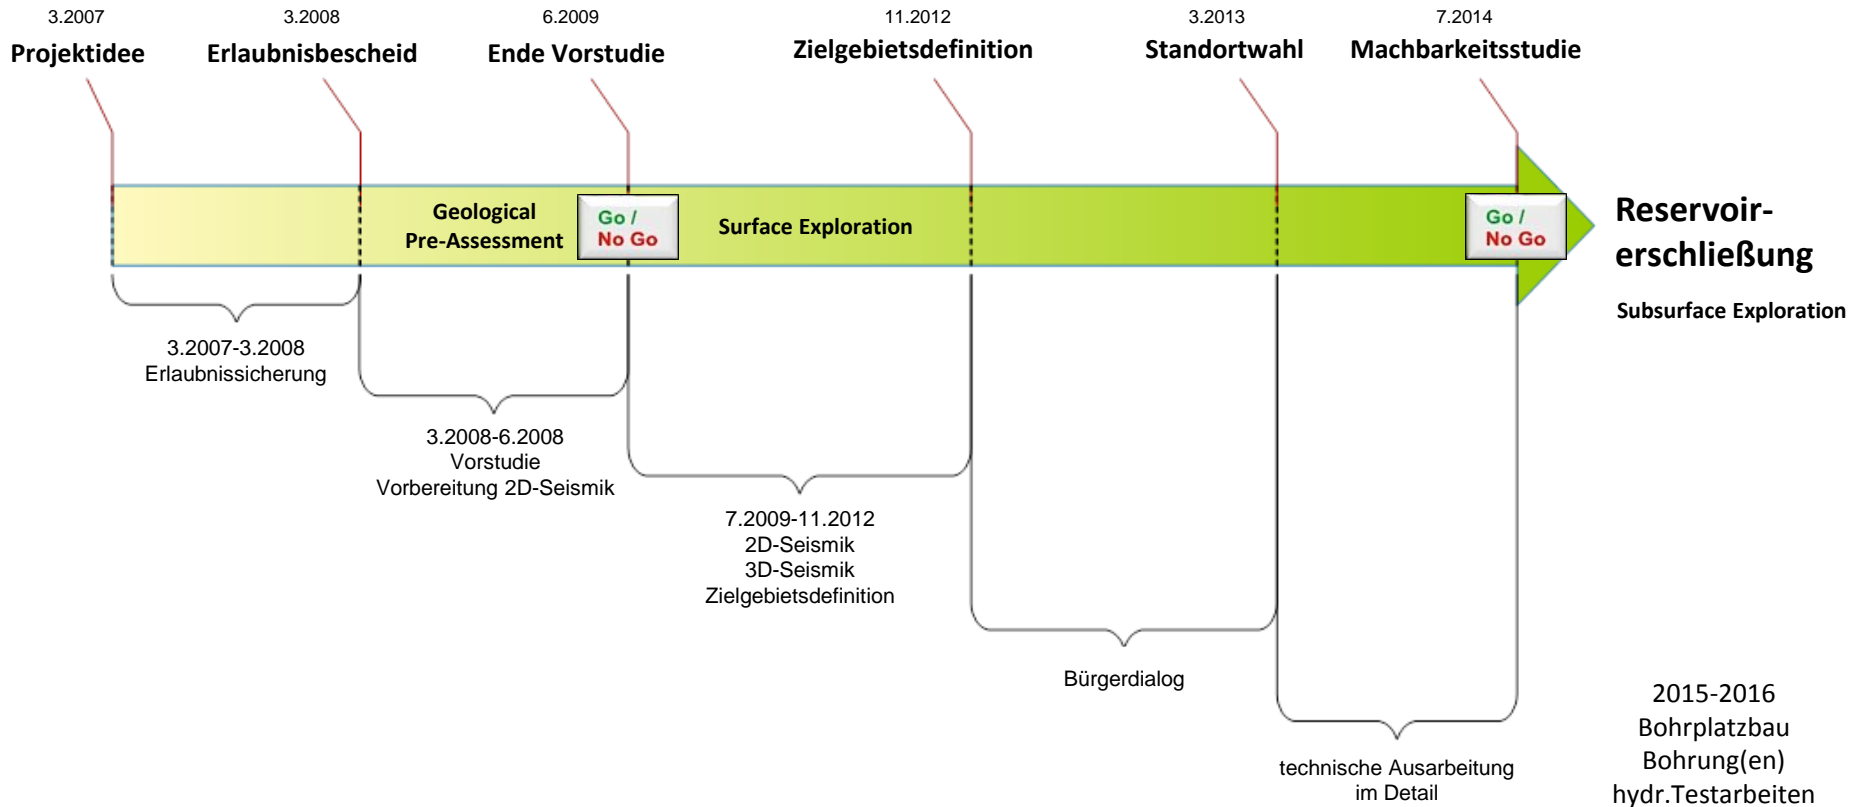 3.2007
Projektidee
3.2008
Erlaubnisbescheid
6.2009
Ende Vorstudie
11.2012
Zielgebietsdefinition
3.2013
Standortwahl
7.2014
Machbarkeitsstudie
Geological
Pre-Assessment
Go /
No Go
Surface Exploration
Go /
No Go
Reservoir-
erschließung
Subsurface Exploration
3.2007-3.2008
Erlaubnissicherung
3.2008-6.2008
Vorstudie
Vorbereitung 2D-Seismik
7.2009-11.2012
2D-Seismik
3D-Seismik
Zielgebietsdefinition
Bürgerdialog
technische Ausarbeitung
im Detail
2015-2016
Bohrplatzbau
Bohrung(en)
hydr.Testarbeiten